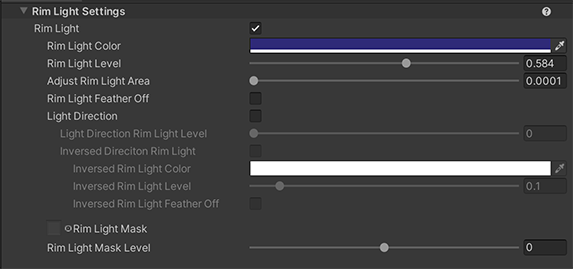 Rim Light Settings
Rim Light
Rim Light Color
Rim Light Level 0.584
Adjust Rim Light Area 0.0001
Rim Light Feather Off
Light Direction
Light Direction Rim Light Level 0
Inversed Direciton Rim Light
Inversed Rim Light Color
Inversed Rim Light Level 0.1
Inversed Rim Light Feather Off
Rim Light Mask
Rim Light Mask Level 0